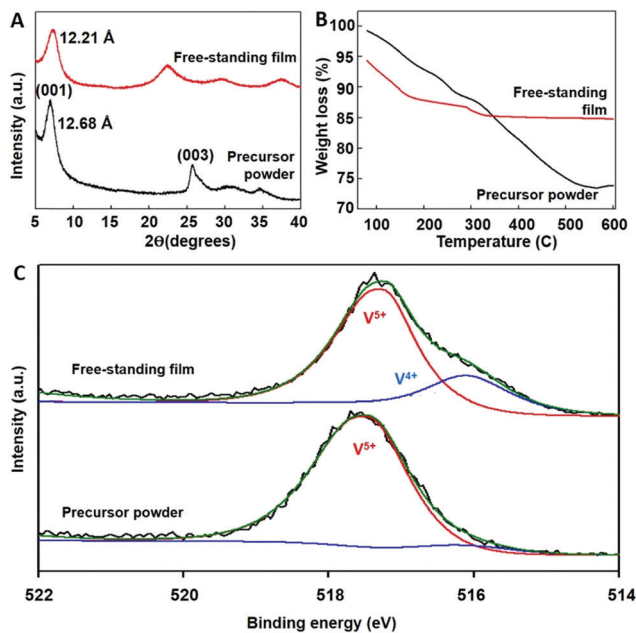 A
12.21 Å
Free-standing film
(001)
12.68 Å
(003)
Precursor
powder
Intensity (a.u.)
5 10 15 20 25 30 35 40
2Θ(degrees)
B
100
95
90
85
80
75
70
Weight loss (%)
Free-standing
film
Precursor powder
100 200 300 400 500 600
Temperature (C)
C
V5+
Free-standing film
V4+
V5+
Precursor powder
Intensity (a.u.)
522 520 518 516 514
Binding energy (eV)